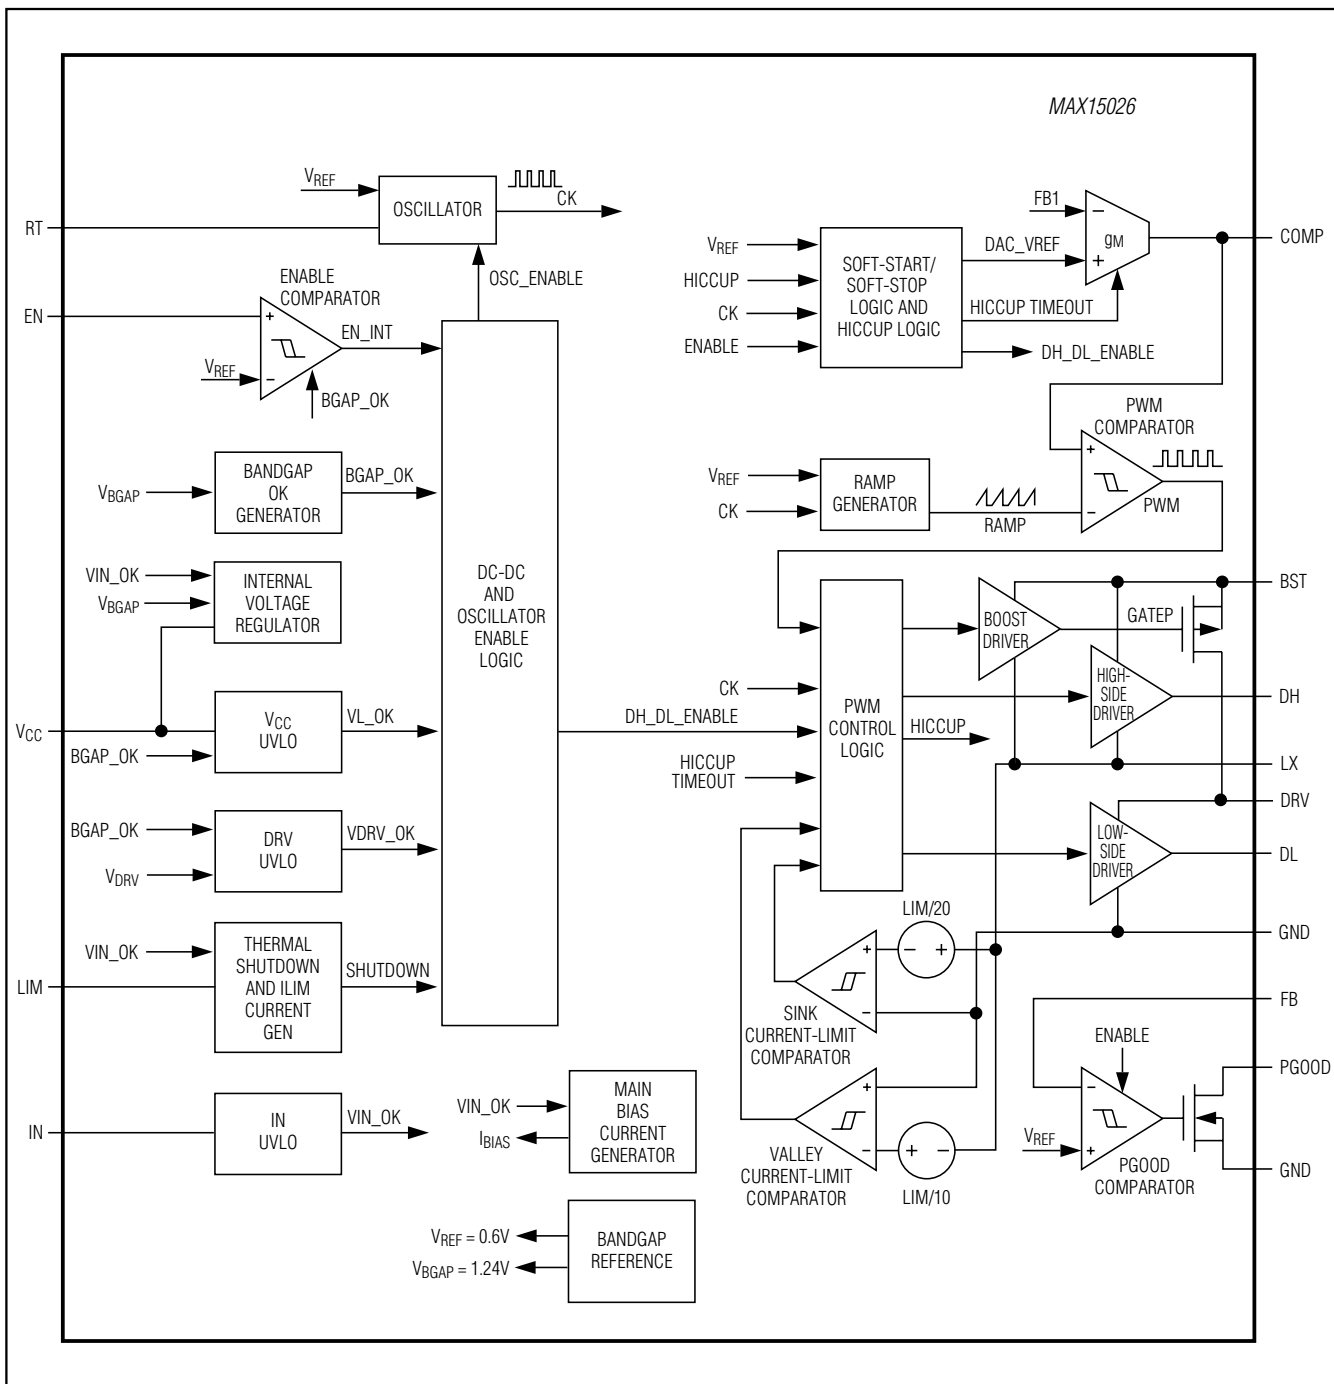 MAX15026
VREF
OSCILLATOR
CK
RT
OSC_ENABLE
ENABLE
COMPARATOR
EN
EN_INT
+
VREF
−
BGAP_OK
VBGAP
BANDGAP
OK
GENERATOR
BGAP_OK
VIN_OK
VBGAP
INTERNAL
VOLTAGE
REGULATOR
VCC
VCC
UVLO
VL_OK
BGAP_OK
BGAP_OK
VDRV
DRV
UVLO
VDRV_OK
VIN_OK
LIM
THERMAL
SHUTDOWN
AND ILIM
CURRENT
GEN
SHUTDOWN
IN
IN
UVLO
VIN_OK
DC-DC
AND
OSCILLATOR
ENABLE
LOGIC
DH_DL_ENABLE
VIN_OK
IBIAS
MAIN
BIAS
CURRENT
GENERATOR
VREF = 0.6V
VBGAP = 1.24V
BANDGAP
REFERENCE
VREF
HICCUP
CK
ENABLE
SOFT-START/
SOFT-STOP
LOGIC AND
HICCUP LOGIC
DAC_VREF
HICCUP TIMEOUT
DH_DL_ENABLE
FB1
−
gM
+
COMP
VREF
CK
RAMP
GENERATOR
RAMP
PWM
COMPARATOR
+
−
PWM
CK
HICCUP
TIMEOUT
PWM
CONTROL
LOGIC
HICCUP
BOOST
DRIVER
GATEP
BST
HIGH-
SIDE
DRIVER
DH
LX
DRV
LOW-
SIDE
DRIVER
DL
GND
LIM/20
− +
+
−
SINK
CURRENT-LIMIT
COMPARATOR
+
−
VALLEY
CURRENT-LIMIT
COMPARATOR
+ −
LIM/10
FB
ENABLE
−
VREF
+
PGOOD
COMPARATOR
PGOOD
GND